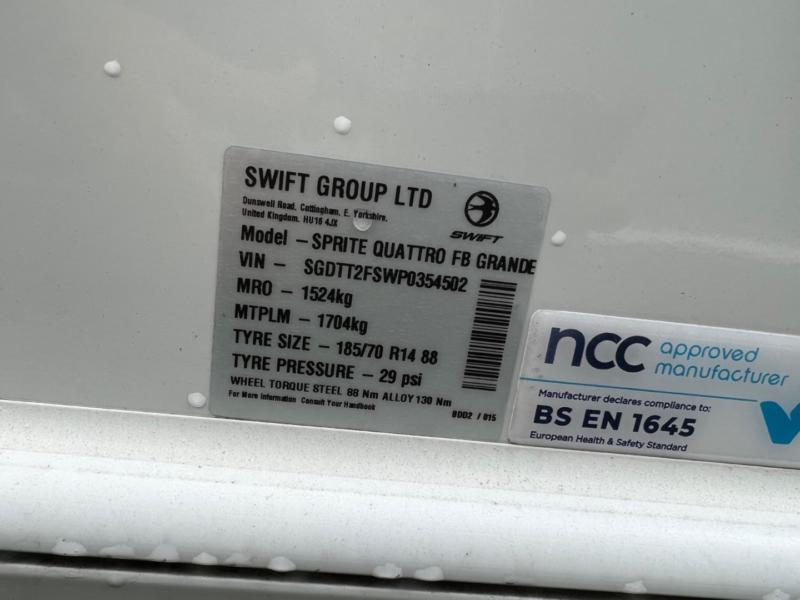 SWIFT GROUP LTD
Dunswell Road, Cottingham, E. Yorkshire.
United Kingdom. HU16 4JX
SWIFT
Model – SPRITE QUATTRO FB GRANDE
VIN – SGDTT2FSWP0354502
MRO – 1524kg
MTPLM – 1704kg
TYRE SIZE – 185/70 R14 88
TYRE PRESSURE – 29 psi
WHEEL TORQUE STEEL 88 Nm ALLOY 130 Nm
For More Information Consult Your Handbook
BDD2 / 015
ncc approved
manufacturer
Manufacturer declares compliance to:
BS EN 1645
European Health & Safety Standard